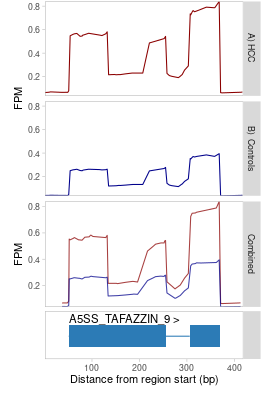 0.8
0.6
0.4
0.2
FPM
A) HCC
0.8
0.6
0.4
0.2
B) Controls
0.8
0.6
0.4
0.2
FPM
Combined
A5SS_TAFAZZIN_9 >
100
200
300
400
Distance from region start (bp)